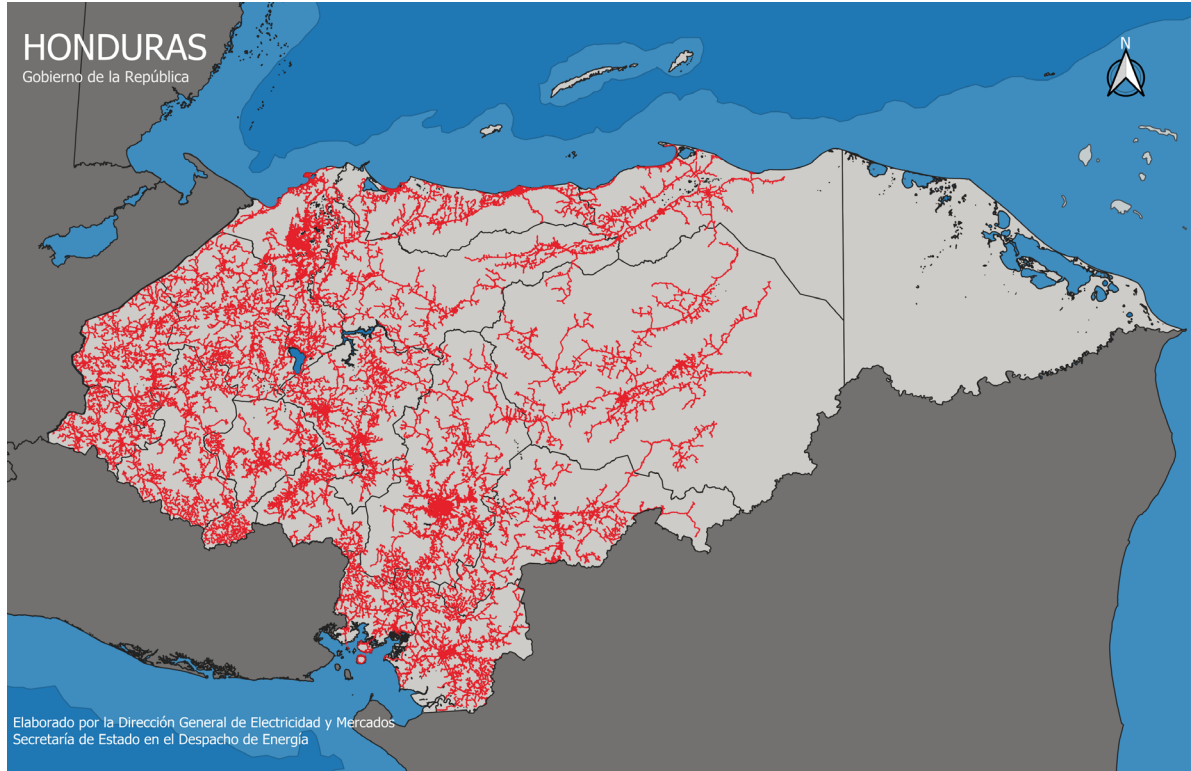 HONDURAS
Gobierno de la República
N
Elaborado por la Dirección General de Electricidad y Mercados
Secretaría de Estado en el Despacho de Energía